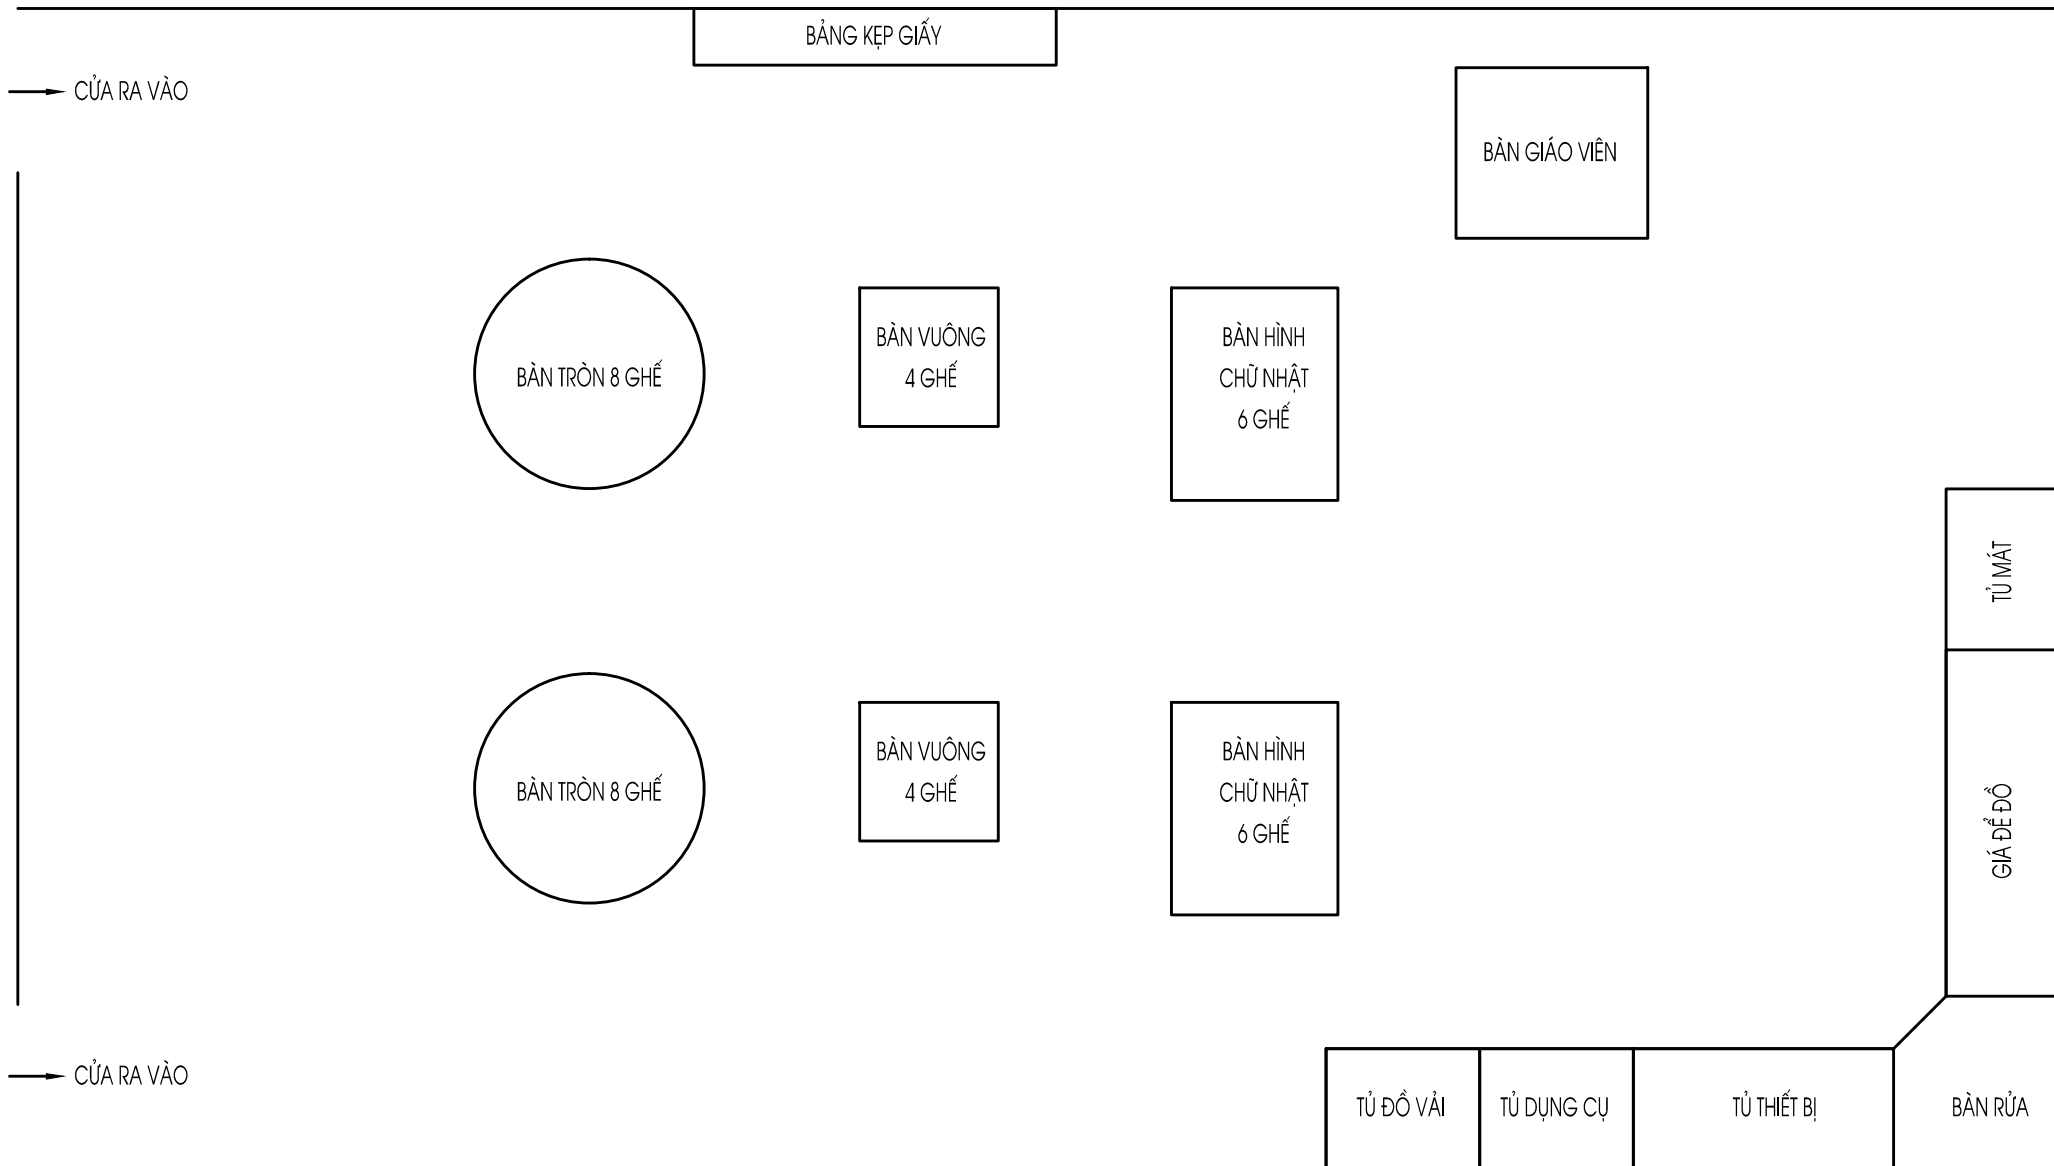 BẢNG KẸP GIẤY
CỬA RA VÀO
BÀN GIÁO VIÊN
BÀN TRÒN 8 GHẾ
BÀN VUÔNG
4 GHẾ
BÀN HÌNH
CHỮ NHẬT
6 GHẾ
TỦ MÁT
BÀN TRÒN 8 GHẾ
BÀN VUÔNG
4 GHẾ
BÀN HÌNH
CHỮ NHẬT
6 GHẾ
GIÁ ĐỂ ĐỒ
CỬA RA VÀO
TỦ ĐỒ VẢI
TỦ DỤNG CỤ
TỦ THIẾT BỊ
BÀN RỬA